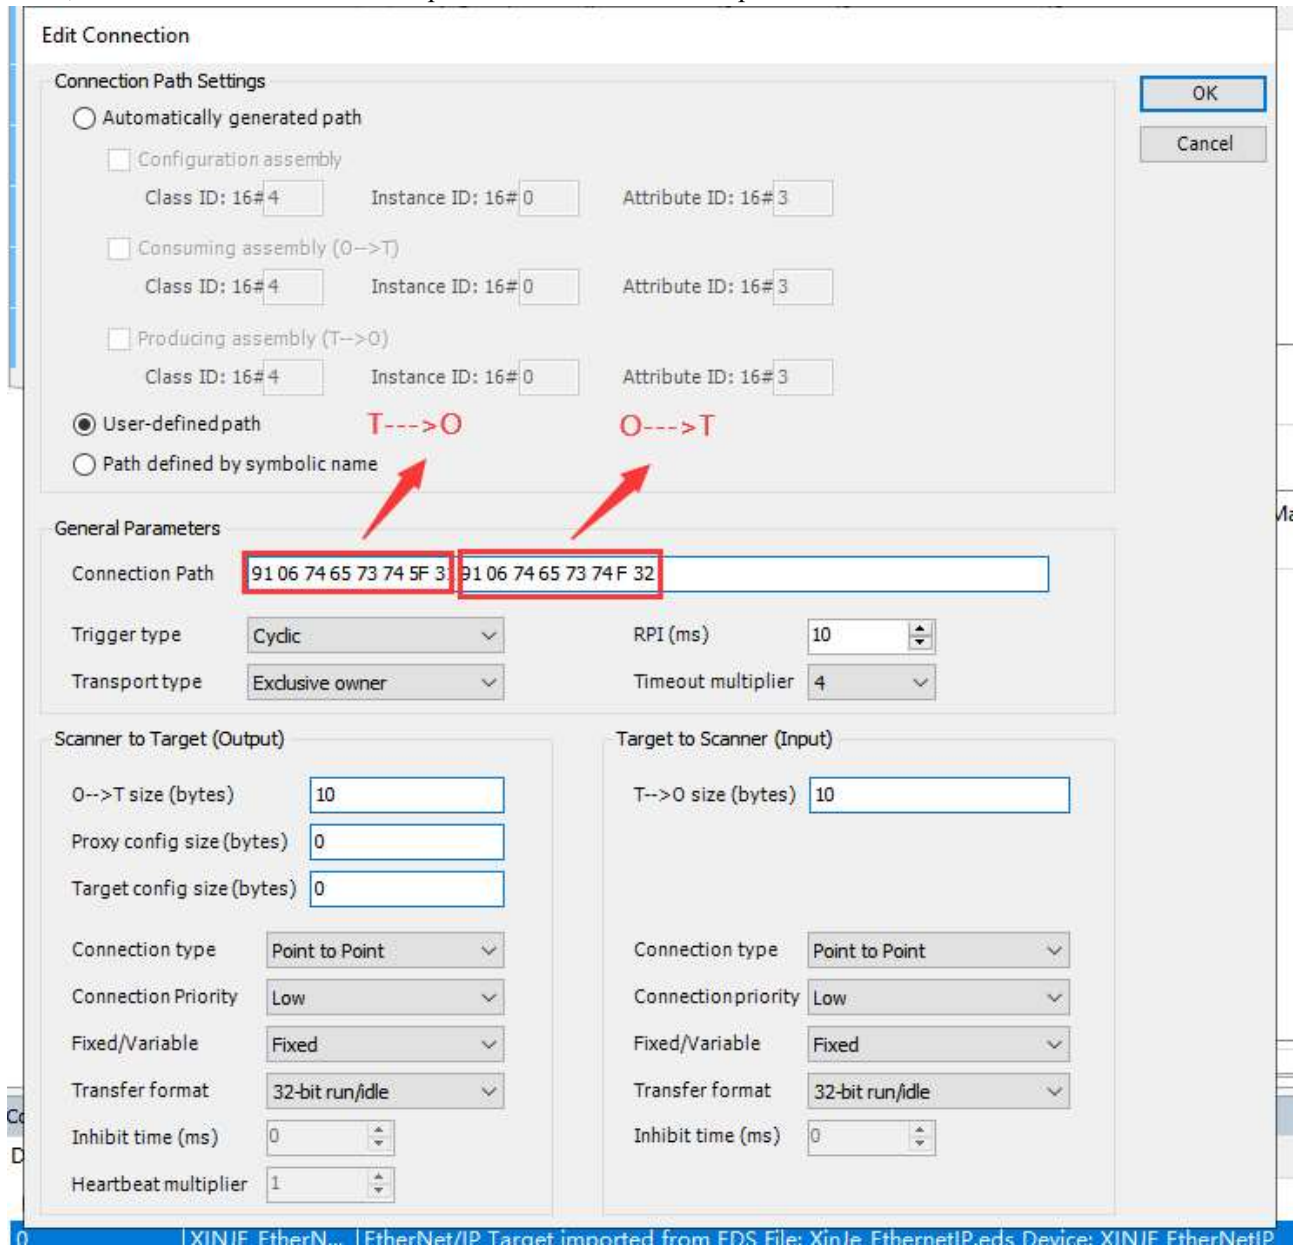 Edit Connection
Connection Path Settings
OK
Automatically generated path
Cancel
Configuration assembly
Class ID: 16# 4 Instance ID: 16# 0 Attribute ID: 16# 3
Consuming assembly (O-->T)
Class ID: 16# 4 Instance ID: 16# 0 Attribute ID: 16# 3
Producing assembly (T-->O)
Class ID: 16# 4 Instance ID: 16# 0 Attribute ID: 16# 3
User-defined path T--->O O--->T
Path defined by symbolic name
General Parameters
Connection Path 91 06 74 65 73 74 5F 3 91 06 74 65 73 74 F 32
Trigger type Cyclic RPI (ms) 10
Transport type Exclusive owner Timeout multiplier 4
Scanner to Target (Output) Target to Scanner (Input)
O-->T size (bytes) 10 T-->O size (bytes) 10
Proxy config size (bytes) 0
Target config size (bytes) 0
Connection type Point to Point Connection type Point to Point
Connection Priority Low Connection priority Low
Fixed/Variable Fixed Fixed/Variable Fixed
Transfer format 32-bit run/idle Transfer format 32-bit run/idle
Inhibit time (ms) 0 Inhibit time (ms) 0
Heartbeat multiplier 1
0 XINJE_EtherN... EtherNet/IP Target imported from EDS File: XinJe_EthernetIP.eds Device: XINJE EtherNetIP